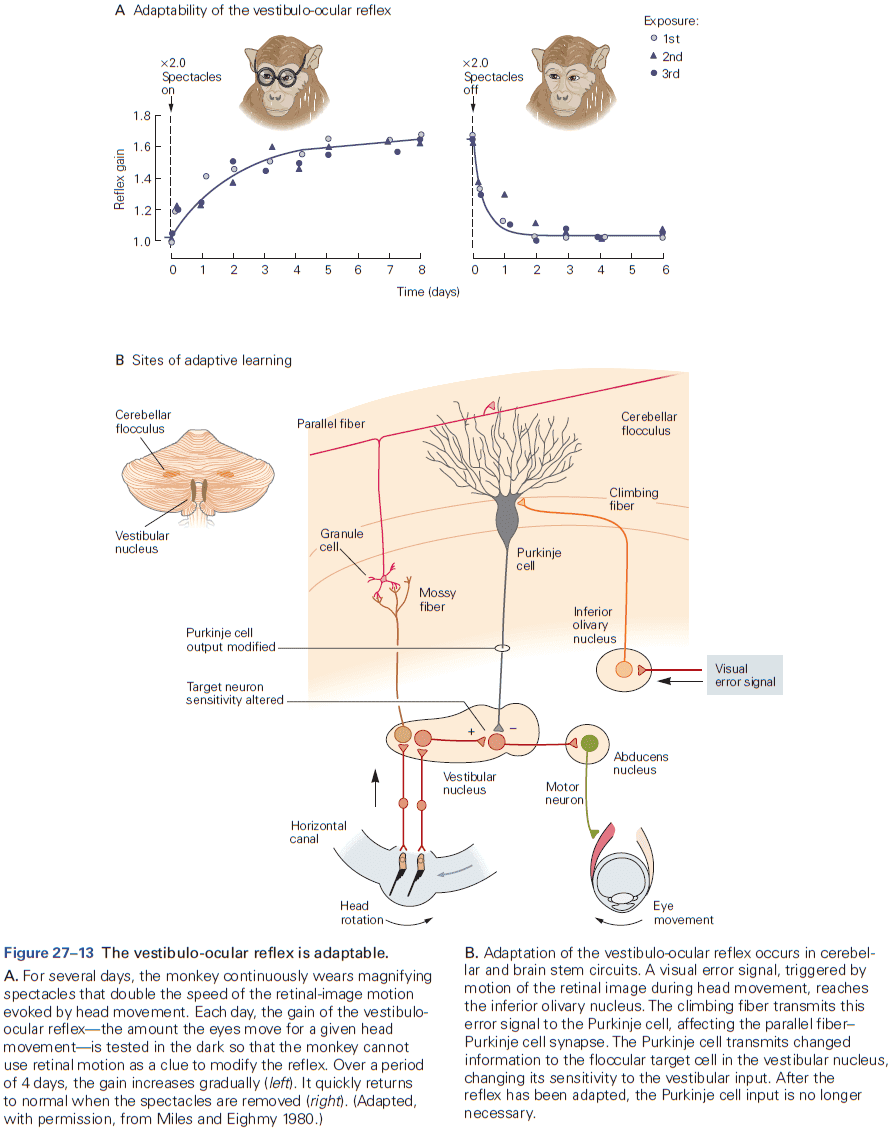 A Adaptability of the vestibulo-ocular reflex
Exposure:
1st
2nd
3rd
×2.0
Spectacles
on
×2.0
Spectacles
off
Reflex gain
1.8
1.6
1.4
1.2
1.0
0 1 2 3 4 5 6 7 8
0 1 2 3 4 5 6
Time (days)
B Sites of adaptive learning
Cerebellar
flocculus
Vestibular
nucleus
Parallel fiber
Cerebellar
flocculus
Climbing
fiber
Granule
cell
Purkinje
cell
Mossy
fiber
Inferior
olivary
nucleus
Purkinje cell
output modified
Visual
error signal
Target neuron
sensitivity altered
+
–
Vestibular
nucleus
Abducens
nucleus
Motor
neuron
Horizontal
canal
Head
rotation
Eye
movement
Figure 27–13 The vestibulo-ocular reflex is adaptable.
A. For several days, the monkey continuously wears magnifying
spectacles that double the speed of the retinal-image motion
evoked by head movement. Each day, the gain of the vestibulo-
ocular reflex—the amount the eyes move for a given head
movement—is tested in the dark so that the monkey cannot
use retinal motion as a clue to modify the reflex. Over a period
of 4 days, the gain increases gradually (left). It quickly returns
to normal when the spectacles are removed (right). (Adapted,
with permission, from Miles and Eighmy 1980.)
B. Adaptation of the vestibulo-ocular reflex occurs in cerebel-
lar and brain stem circuits. A visual error signal, triggered by
motion of the retinal image during head movement, reaches
the inferior olivary nucleus. The climbing fiber transmits this
error signal to the Purkinje cell, affecting the parallel fiber–
Purkinje cell synapse. The Purkinje cell transmits changed
information to the floccular target cell in the vestibular nucleus,
changing its sensitivity to the vestibular input. After the
reflex has been adapted, the Purkinje cell input is no longer
necessary.